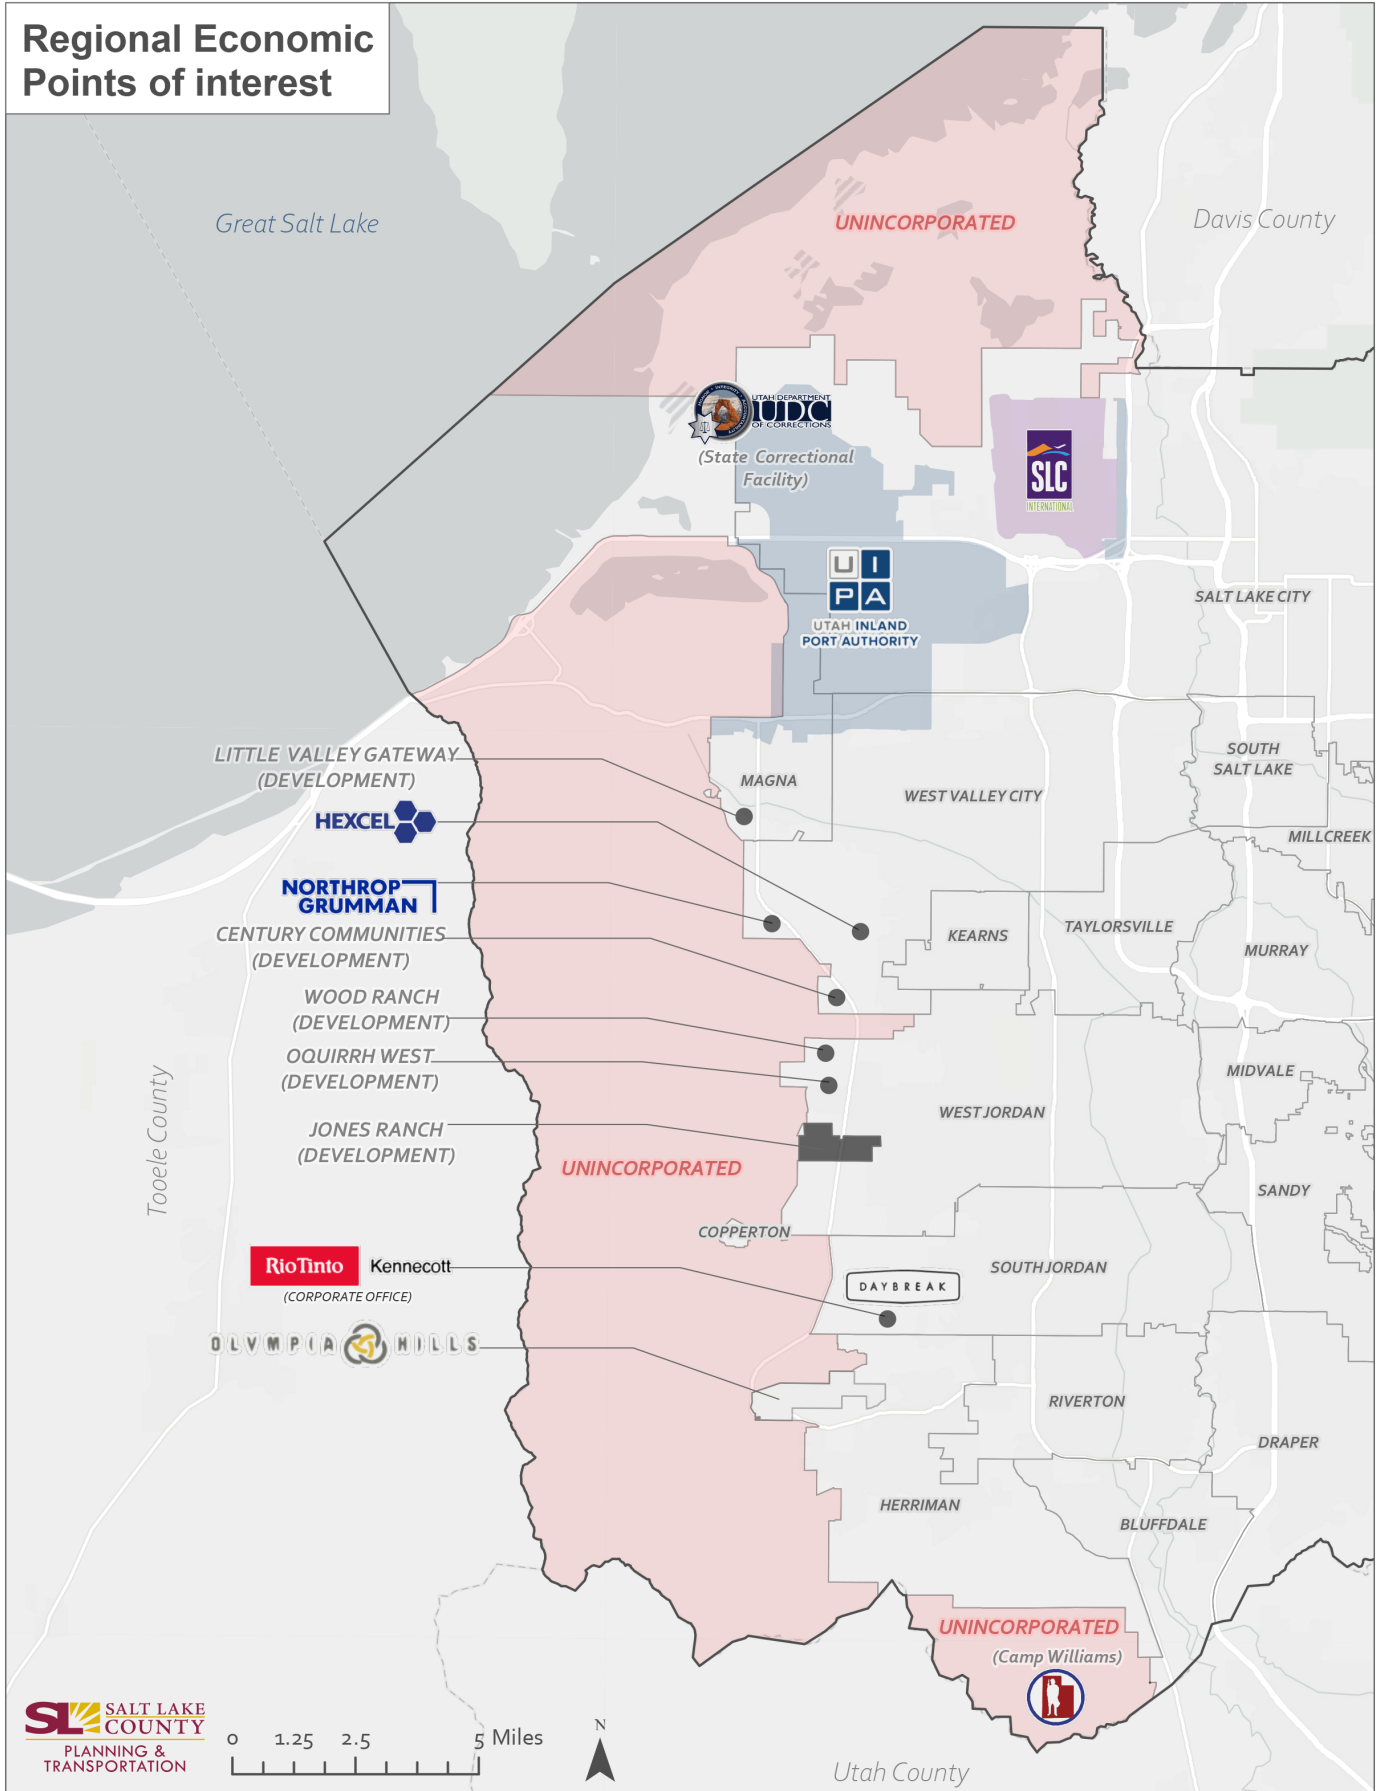 Regional Economic
Points of interest
Great Salt Lake
UNINCORPORATED
Davis County
UTAH DEPARTMENT
UDC
OF CORRECTIONS
(State Correctional
Facility)
SLC
INTERNATIONAL
U I
P A
UTAH INLAND
PORT AUTHORITY
SALT LAKE CITY
LITTLE VALLEY GATEWAY
(DEVELOPMENT)
MAGNA
WEST VALLEY CITY
SOUTH
SALT LAKE
HEXCEL
MILLCREEK
NORTHROP
GRUMMAN
CENTURY COMMUNITIES
(DEVELOPMENT)
KEARNS
TAYLORSVILLE
MURRAY
WOOD RANCH
(DEVELOPMENT)
OQUIRRH WEST
(DEVELOPMENT)
MIDVALE
WEST JORDAN
JONES RANCH
(DEVELOPMENT)
Tooele County
UNINCORPORATED
SANDY
COPPERTON
RioTinto Kennecott
(CORPORATE OFFICE)
SOUTH JORDAN
DAYBREAK
OLYMPIA HILLS
RIVERTON
DRAPER
HERRIMAN
BLUFFDALE
UNINCORPORATED
(Camp Williams)
SL SALT LAKE
COUNTY
PLANNING &
TRANSPORTATION
0 1.25 2.5 5 Miles
N
Utah County